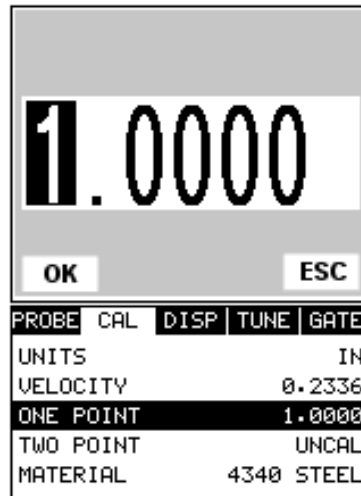 1.0000
OK ESC
PROBE CAL DISP TUNE GATE
UNITS IN
VELOCITY 0.2336
ONE POINT 1.0000
TWO POINT UNCAL
MATERIAL 4340 STEEL